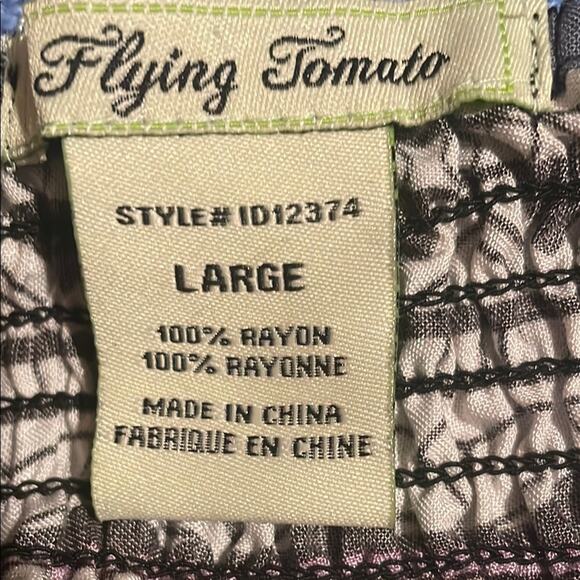 Flying Tomato
STYLE# ID12374
LARGE
100% RAYON
100% RAYONNE
MADE IN CHINA
FABRIQUE EN CHINE